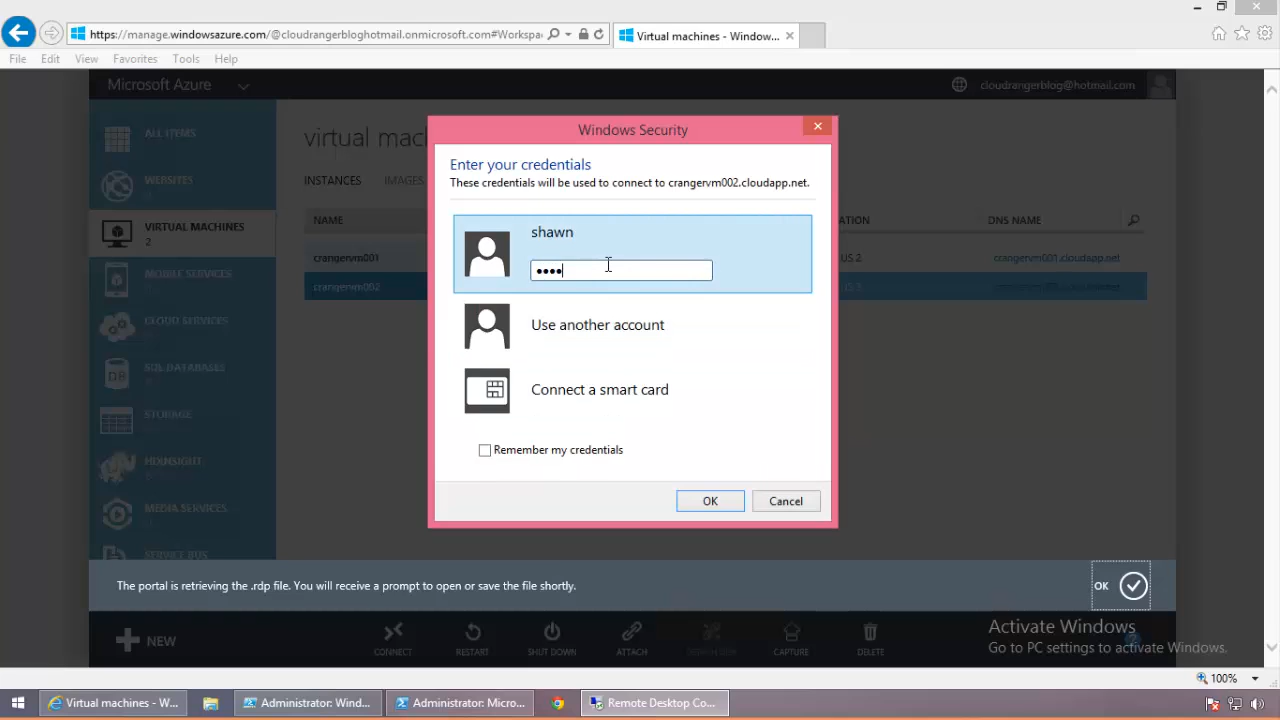 https://manage.windowsazure.com/@cloudrangerbloghotmail.onmicrosoft.com#Workspa
Virtual machines - Window...
File Edit View Favorites Tools Help
Microsoft Azure
cloudrangerblog@hotmail.com
ALL ITEMS
WEBSITES
VIRTUAL MACHINES
2
MOBILE SERVICES
CLOUD SERVICES
SQL DATABASES
STORAGE
HDINSIGHT
MEDIA SERVICES
SERVICE BUS
virtual mac
INSTANCES IMAGES
NAME
DNS NAME
crangervm001
US 2
crangervm001.cloudapp.net
crangervm002
Windows Security
Enter your credentials
These credentials will be used to connect to crangervm002.cloudapp.net.
shawn
••••
Use another account
Connect a smart card
Remember my credentials
OK Cancel
The portal is retrieving the .rdp file. You will receive a prompt to open or save the file shortly.
OK
NEW
CONNECT RESTART SHUT DOWN ATTACH CAPTURE DELETE
Activate Windows
Go to PC settings to activate Windows.
100%
Virtual machines - W...
Administrator: Wind...
Administrator: Micro...
Remote Desktop Co...